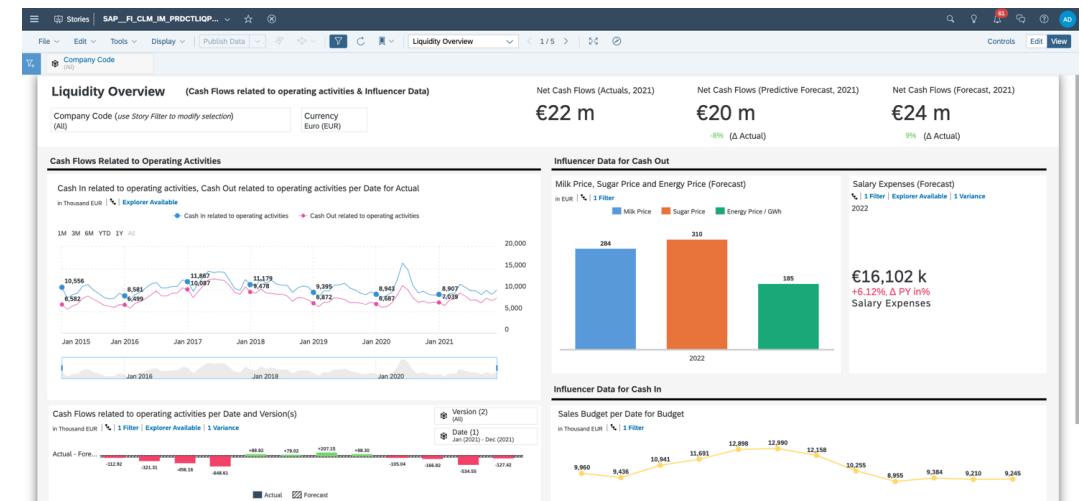 Stories
SAP__FI_CLM_IM_PRDCTLIQP...
61
AD
File
Edit
Tools
Display
Publish Data
Liquidity Overview
1/5
Controls
Edit
View
Company Code
(All)
Liquidity Overview
(Cash Flows related to operating activities & Influencer Data)
Company Code (use Story Filter to modify selection)
(All)
Currency
Euro (EUR)
Net Cash Flows (Actuals, 2021)
€22 m
Net Cash Flows (Predictive Forecast, 2021)
€20 m
-8% (Δ Actual)
Net Cash Flows (Forecast, 2021)
€24 m
9% (Δ Actual)
Cash Flows Related to Operating Activities
Cash In related to operating activities, Cash Out related to operating activities per Date for Actual
in Thousand EUR | Explorer Available
Cash In related to operating activities
Cash Out related to operating activities
1M 3M 6M YTD 1Y All
20,000
15,000
10,000
5,000
0
10,556
8,581
11,867
11,179
9,395
8,943
8,907
6,582
6,499
10,087
9,478
6,872
6,687
7,039
Jan 2015
Jan 2016
Jan 2017
Jan 2018
Jan 2019
Jan 2020
Jan 2021
Jan 2016
Jan 2018
Jan 2020
Influencer Data for Cash Out
Milk Price, Sugar Price and Energy Price (Forecast)
in EUR | 1 Filter
Milk Price
Sugar Price
Energy Price / GWh
284
310
185
2022
Salary Expenses (Forecast)
| 1 Filter | Explorer Available | 1 Variance
2022
€16,102 k
+6.12%, Δ PY in%
Salary Expenses
Cash Flows related to operating activities per Date and Version(s)
in Thousand EUR | 1 Filter | Explorer Available | 1 Variance
Version (2)
(All)
Date (1)
Jan (2021) - Dec (2021)
Actual - Fore...
-112.92
-321.31
-456.16
-648.61
+88.92
+79.02
+207.15
+98.30
-105.04
-166.82
-534.55
-127.42
Actual
Forecast
Influencer Data for Cash In
Sales Budget per Date for Budget
in Thousand EUR | 1 Filter
9,960
9,436
10,941
11,691
12,898
12,990
12,158
10,255
8,955
9,384
9,210
9,245